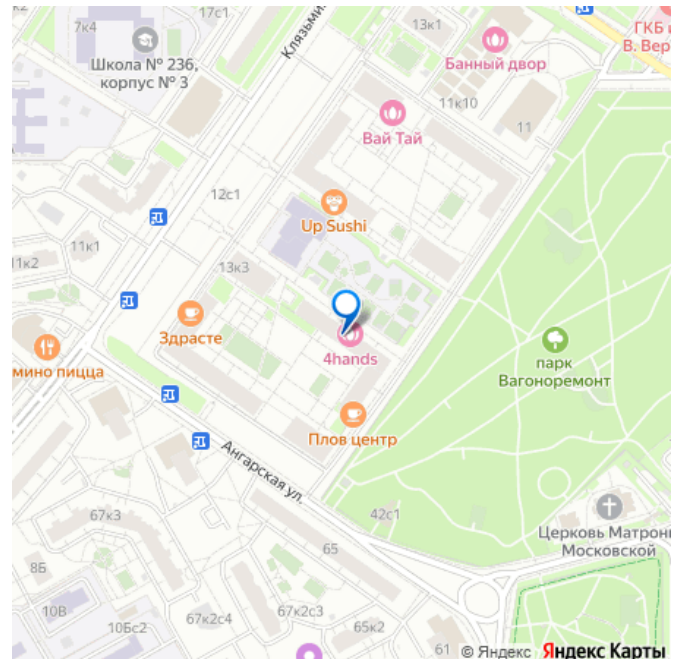 17с1
13к1
7к4
ГКБ и
В. Вер
Школа № 236,
корпус № 3
Клязьми
Банный двор
11к10
11
Вай Тай
12с1
Up Sushi
11к1
11к2
13к3
Здрасте
4hands
парк
Вагоноремонт
мино пицца
Плов центр
Ангарская ул.
42с1
67к3
Церковь Матрон
Московской
65
8Б
10В
10Бс2
67к2с4
67к2с3
65к2
61
© Яндекс Яндекс Карты